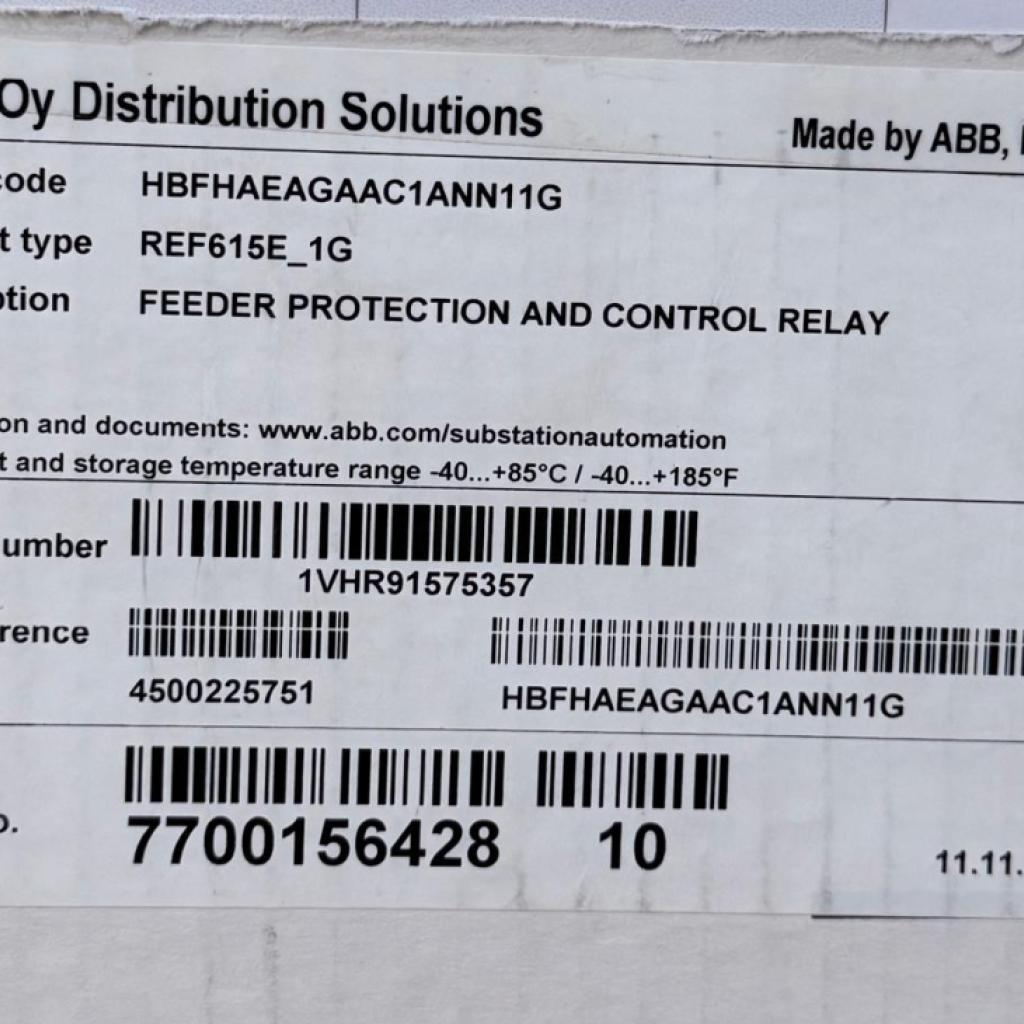 Oy Distribution Solutions
Made by ABB,
code HBFHAEAGAAC1ANN11G
t type REF615E_1G
ption FEEDER PROTECTION AND CONTROL RELAY
on and documents: www.abb.com/substationautomation
t and storage temperature range -40...+85°C / -40...+185°F
umber
1VHR91575357
rence
4500225751 HBFHAEAGAAC1ANN11G
o. 7700156428 10 11.11.